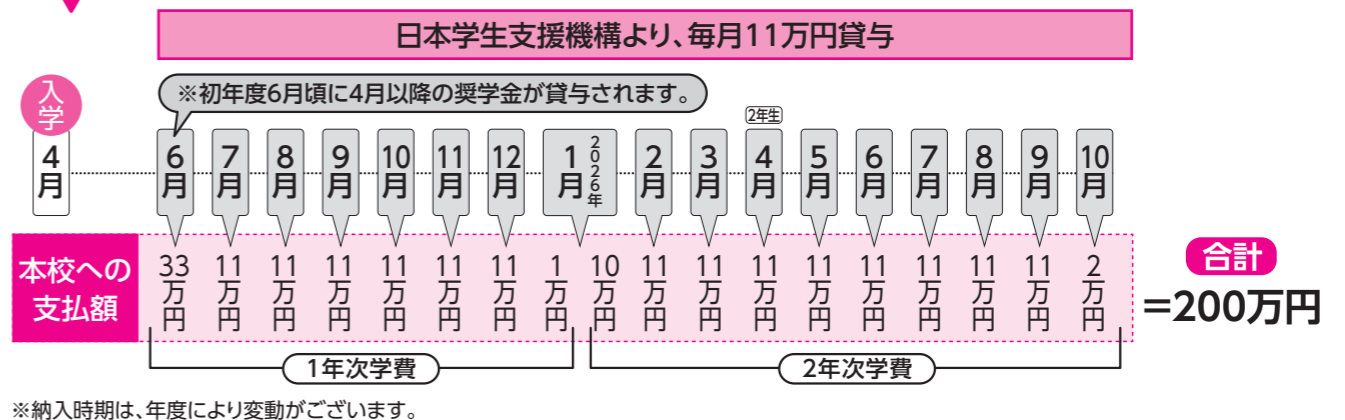 日本学生支援機構より、毎月11万円貸与
※初年度6月頃に4月以降の奨学金が貸与されます。
入学
2年生
4月
6月
7月
8月
9月
10月
11月
12月
1月
2026年
2月
3月
4月
5月
6月
7月
8月
9月
10月
本校への
支払額
33万円
11万円
11万円
11万円
11万円
11万円
11万円
1万円
10万円
11万円
11万円
11万円
11万円
11万円
11万円
11万円
11万円
2万円
合計
=200万円
1年次学費
2年次学費
※納入時期は、年度により変動がございます。